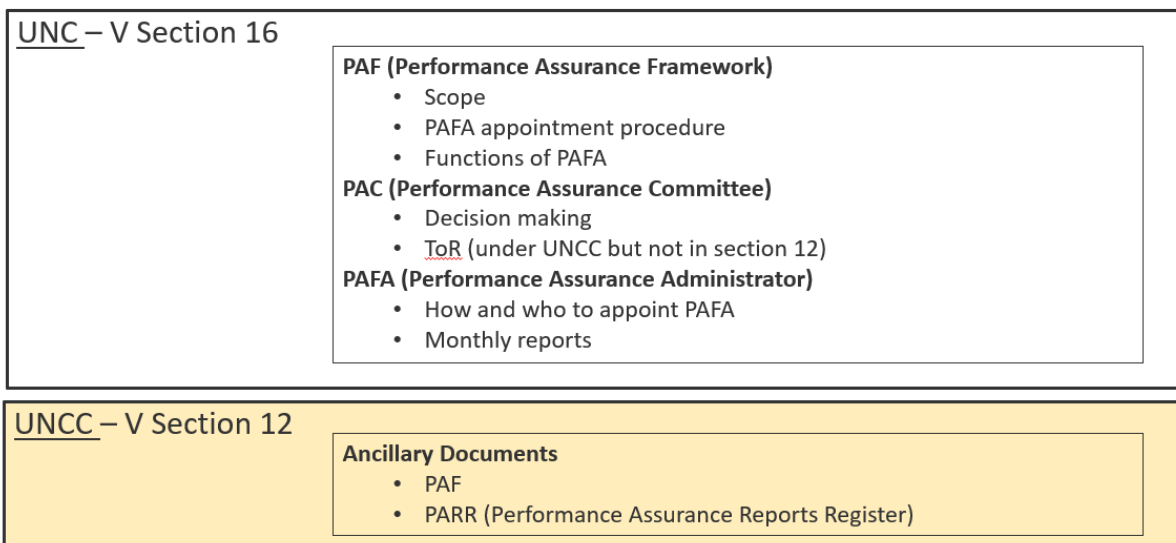 UNC – V Section 16
PAF (Performance Assurance Framework)
• Scope
• PAFA appointment procedure
• Functions of PAFA
PAC (Performance Assurance Committee)
• Decision making
• ToR (under UNCC but not in section 12)
PAFA (Performance Assurance Administrator)
• How and who to appoint PAFA
• Monthly reports
UNCC – V Section 12
Ancillary Documents
• PAF
• PARR (Performance Assurance Reports Register)